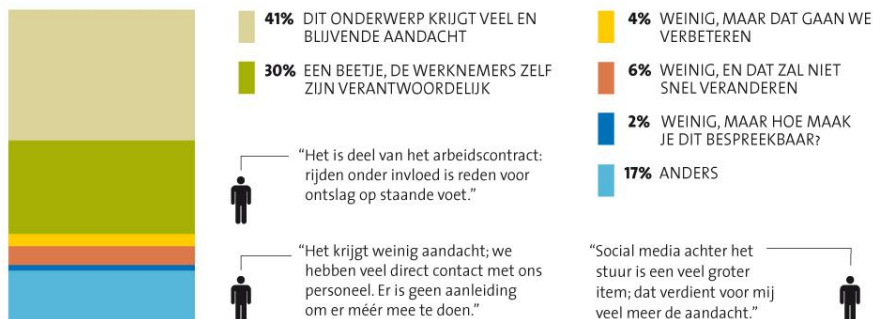 41% DIT ONDERWERP KRIJGT VEEL EN
BLIJVENDE AANDACHT
30% EEN BEETJE, DE WERKNEMERS ZELF
ZIJN VERANTWOORDELIJK
4% WEINIG, MAAR DAT GAAN WE
VERBETEREN
6% WEINIG, EN DAT ZAL NIET
SNEL VERANDEREN
2% WEINIG, MAAR HOE MAAK
JE DIT BESPREEKBAAR?
17% ANDERS
“Het is deel van het arbeidscontract:
rijden onder invloed is reden voor
ontslag op staande voet.”
“Het krijgt weinig aandacht; we
hebben veel direct contact met ons
personeel. Er is geen aanleiding
om er méér mee te doen.”
“Social media achter het
stuur is een veel groter
item; dat verdient voor mij
veel meer de aandacht.”